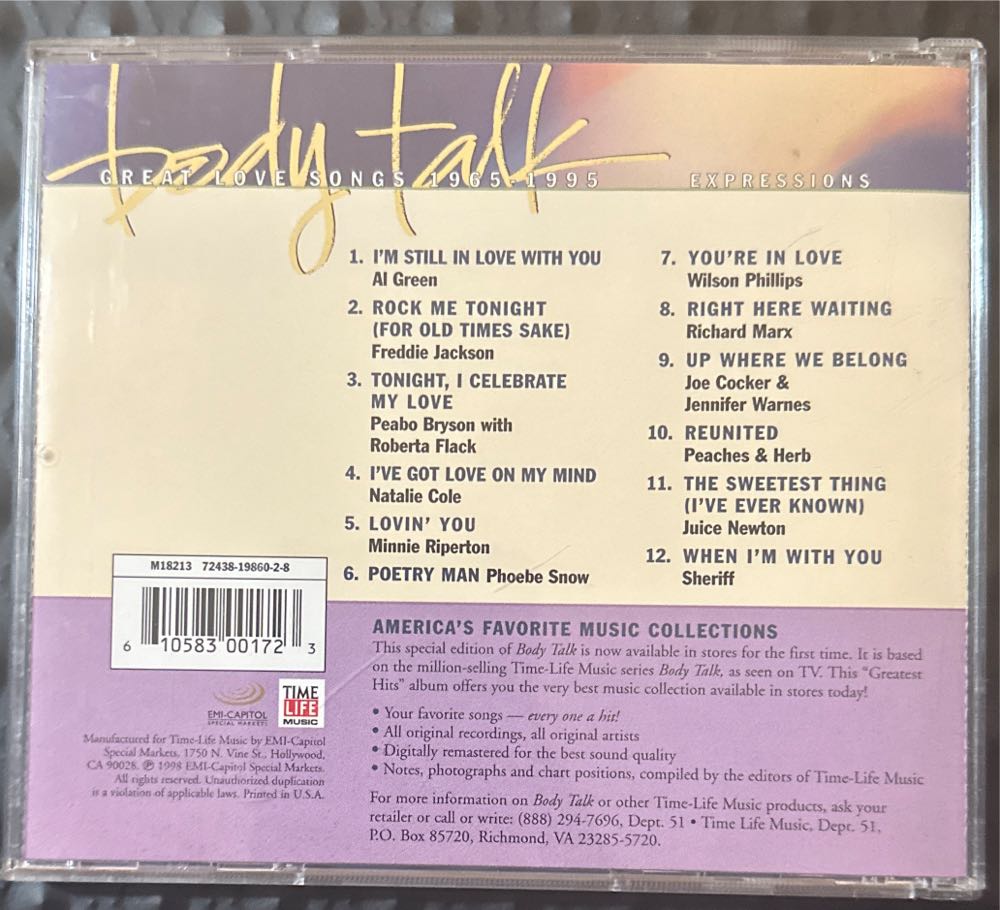 body talk
GREAT LOVE SONGS 1965-1995
EXPRESSIONS
1. I'M STILL IN LOVE WITH YOU
Al Green
2. ROCK ME TONIGHT
(FOR OLD TIMES SAKE)
Freddie Jackson
3. TONIGHT, I CELEBRATE
MY LOVE
Peabo Bryson with
Roberta Flack
4. I'VE GOT LOVE ON MY MIND
Natalie Cole
5. LOVIN' YOU
Minnie Riperton
6. POETRY MAN Phoebe Snow
7. YOU'RE IN LOVE
Wilson Phillips
8. RIGHT HERE WAITING
Richard Marx
9. UP WHERE WE BELONG
Joe Cocker &
Jennifer Warnes
10. REUNITED
Peaches & Herb
11. THE SWEETEST THING
(I'VE EVER KNOWN)
Juice Newton
12. WHEN I'M WITH YOU
Sheriff
M18213 72438-19860-2-8
6 10583 00172 3
EMI-CAPITOL
SPECIAL MARKETS
TIME
LIFE
MUSIC
Manufactured for Time-Life Music by EMI-Capitol
Special Markets, 1750 N. Vine St., Hollywood,
CA 90028. ℗ 1998 EMI-Capitol Special Markets.
All rights reserved. Unauthorized duplication
is a violation of applicable laws. Printed in U.S.A.
AMERICA'S FAVORITE MUSIC COLLECTIONS
This special edition of Body Talk is now available in stores for the first time. It is based
on the million-selling Time-Life Music series Body Talk, as seen on TV. This "Greatest
Hits" album offers you the very best music collection available in stores today!
• Your favorite songs — every one a hit!
• All original recordings, all original artists
• Digitally remastered for the best sound quality
• Notes, photographs and chart positions, compiled by the editors of Time-Life Music
For more information on Body Talk or other Time-Life Music products, ask your
retailer or call or write: (888) 294-7696, Dept. 51 • Time Life Music, Dept. 51,
P.O. Box 85720, Richmond, VA 23285-5720.